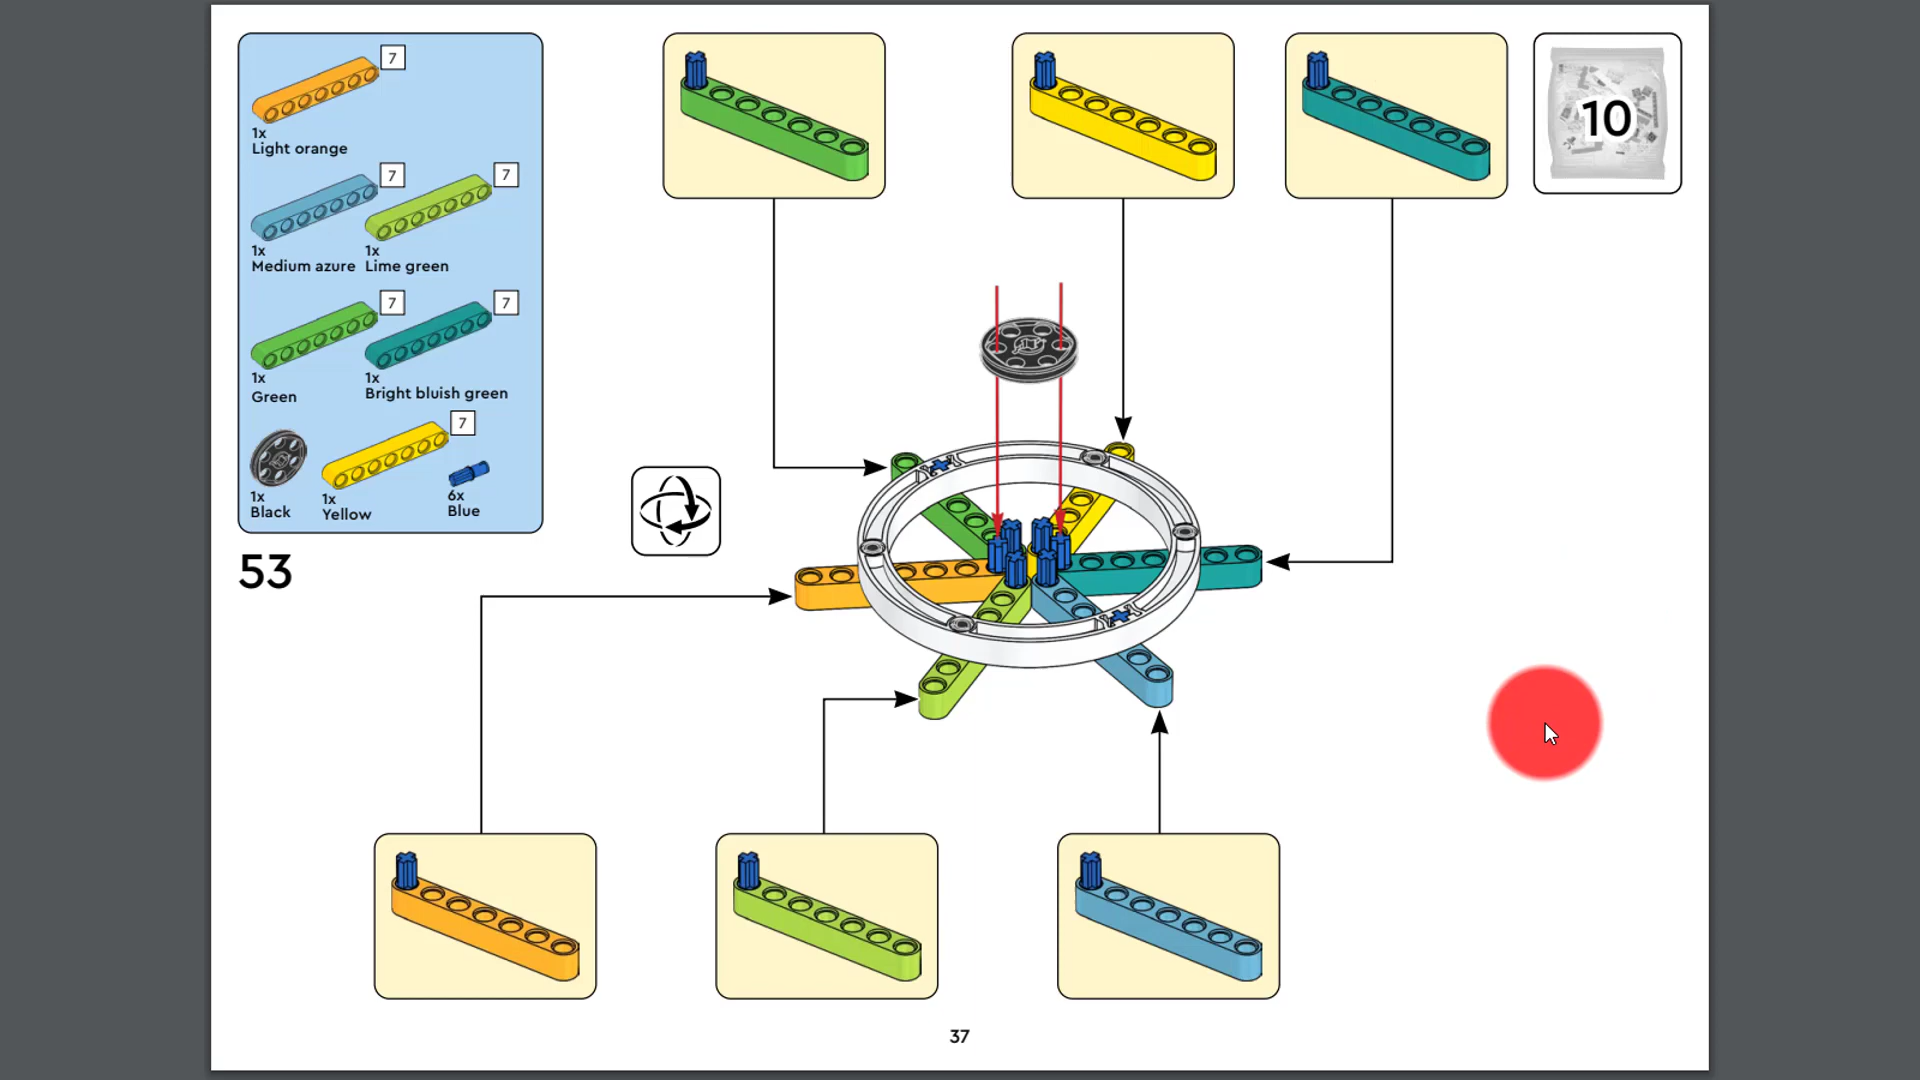 7
1x
Light orange
7
7
1x
1x
Medium azure
Lime green
7
7
1x
1x
Green
Bright bluish green
7
1x
1x
6x
Black
Yellow
Blue
53
10
37